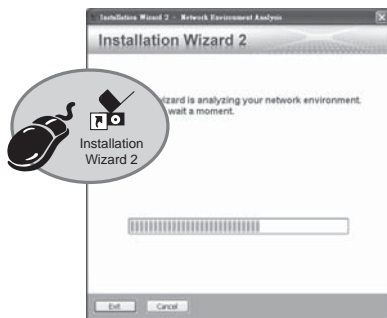 Installation Wizard 2 - Network Environment Analysis
Installation Wizard 2
izard is analyzing your network environment.
wait a moment.
Installation
Wizard 2
Exit
Cancel